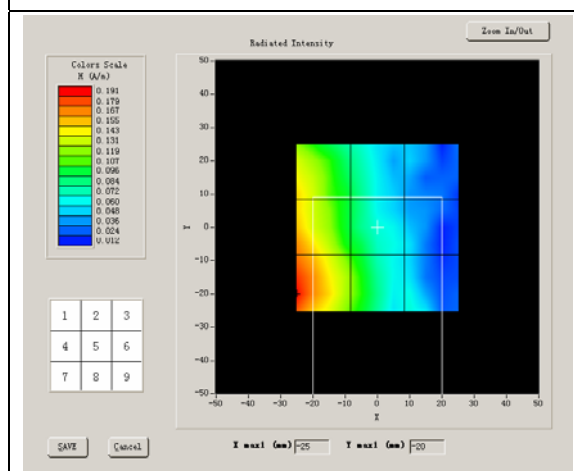 Zoom In/Out
Radiated Intensity
Colors Scale
H (A/m)
0.191
0.179
0.167
0.155
0.143
0.131
0.119
0.107
0.096
0.084
0.072
0.060
0.048
0.036
0.024
0.012
50
40
30
20
10
0
-10
-20
-30
-40
-50
Y
-50 -40 -30 -20 -10 0 10 20 30 40 50
X
1 2 3
4 5 6
7 8 9
SAVE Cancel
X max1 (mm) -25 Y max1 (mm) -20